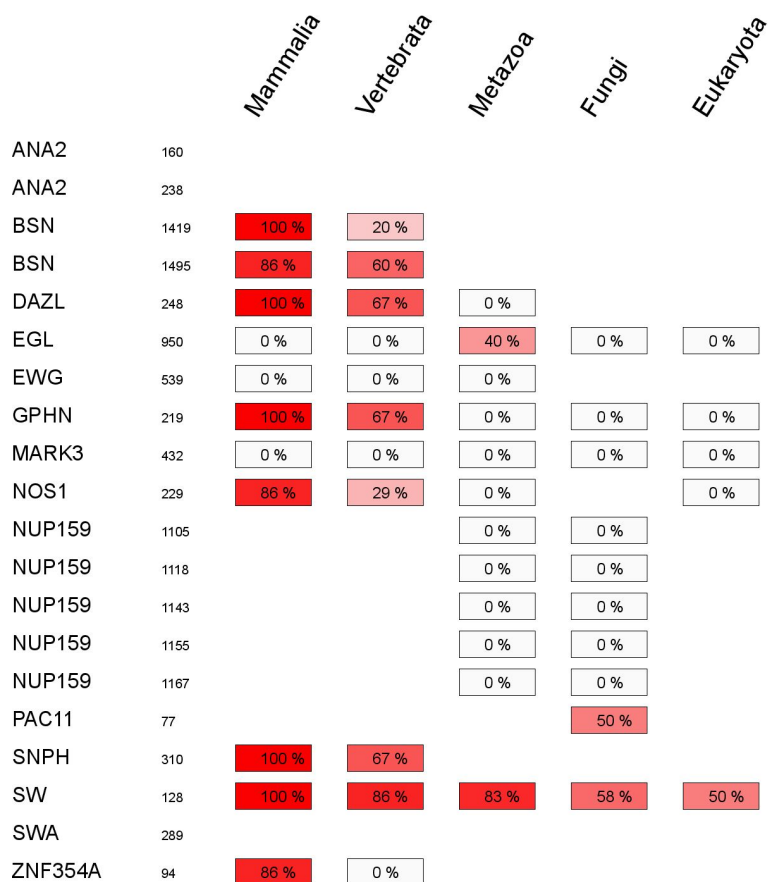 Mammalia Vertebrata Metazoa Fungi Eukaryota
ANA2 160
ANA2 238
BSN 1419 100 % 20 %
BSN 1495 86 % 60 %
DAZL 248 100 % 67 % 0 %
EGL 950 0 % 0 % 40 % 0 % 0 %
EWG 539 0 % 0 % 0 %
GPHN 219 100 % 67 % 0 % 0 % 0 %
MARK3 432 0 % 0 % 0 % 0 % 0 %
NOS1 229 86 % 29 % 0 % 0 %
NUP159 1105 0 % 0 %
NUP159 1118 0 % 0 %
NUP159 1143 0 % 0 %
NUP159 1155 0 % 0 %
NUP159 1167 0 % 0 %
PAC11 77 50 %
SNPH 310 100 % 67 %
SW 128 100 % 86 % 83 % 58 % 50 %
SWA 289
ZNF354A 94 86 % 0 %